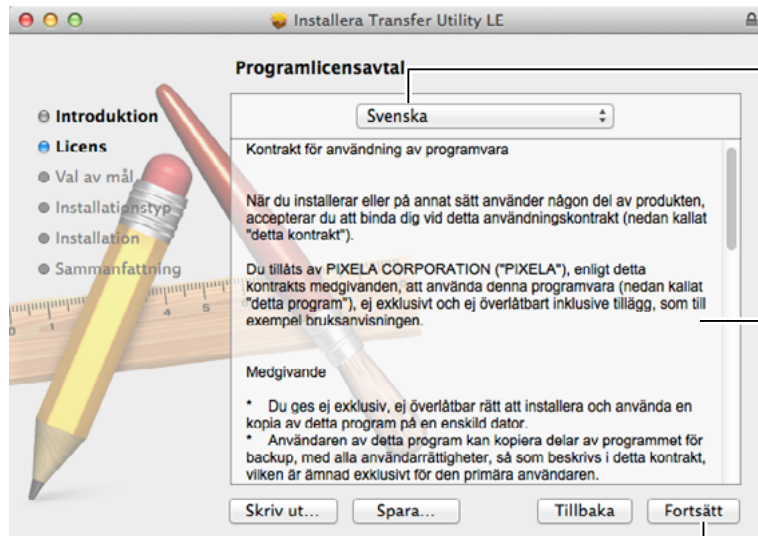 Installera Transfer Utility LE
Programlicensavtal
Introduktion
Licens
Val av mål
Installationstyp
Installation
Sammanfattning
Svenska
Kontrakt för användning av programvara
När du installerar eller på annat sätt använder någon del av produkten,
accepterar du att binda dig vid detta användningskontrakt (nedan kallat
"detta kontrakt").
Du tillåts av PIXELA CORPORATION ("PIXELA"), enligt detta
kontrakts medgivanden, att använda denna programvara (nedan kallat
"detta program"), ej exklusivt och ej överlåtbart inklusive tillägg, som till
exempel bruksanvisningen.
Medgivande
* Du ges ej exklusiv, ej överlåtbar rätt att installera och använda en
kopia av detta program på en enskild dator.
* Användaren av detta program kan kopiera delar av programmet för
backup, med alla användarrättigheter, så som beskrivs i detta kontrakt,
vilken är ämnad exklusivt för den primära användaren.
0 1 4 5
Skriv ut...
Spara...
Tillbaka
Fortsätt